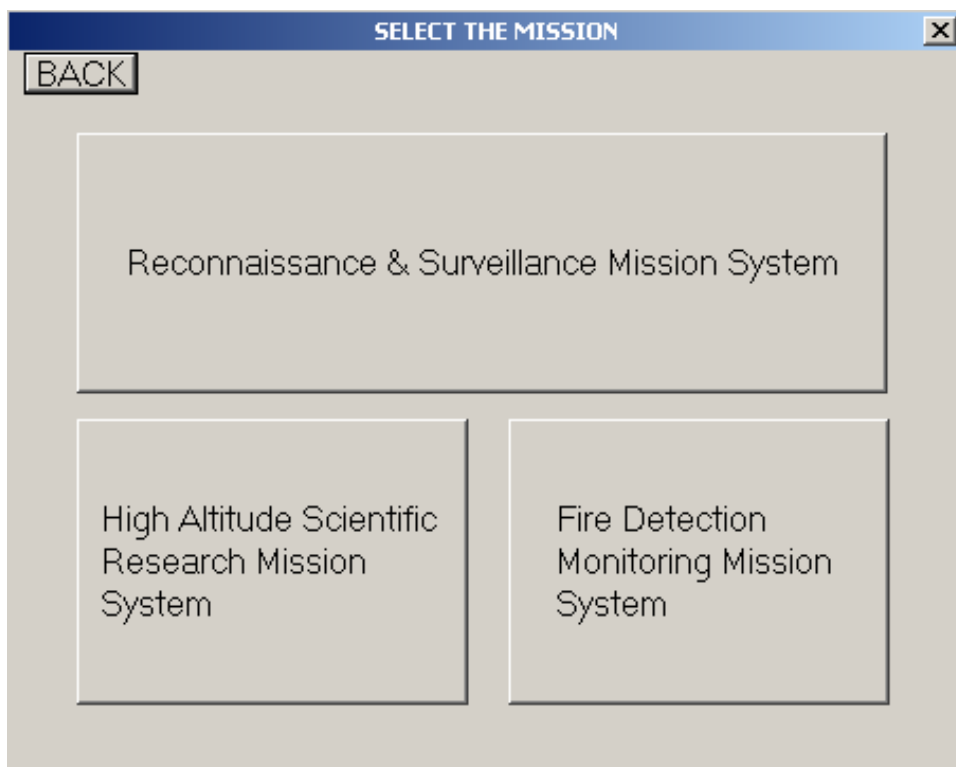 SELECT THE MISSION
BACK
Reconnaissance & Surveillance Mission System
High Altitude Scientific
Research Mission
System
Fire Detection
Monitoring Mission
System